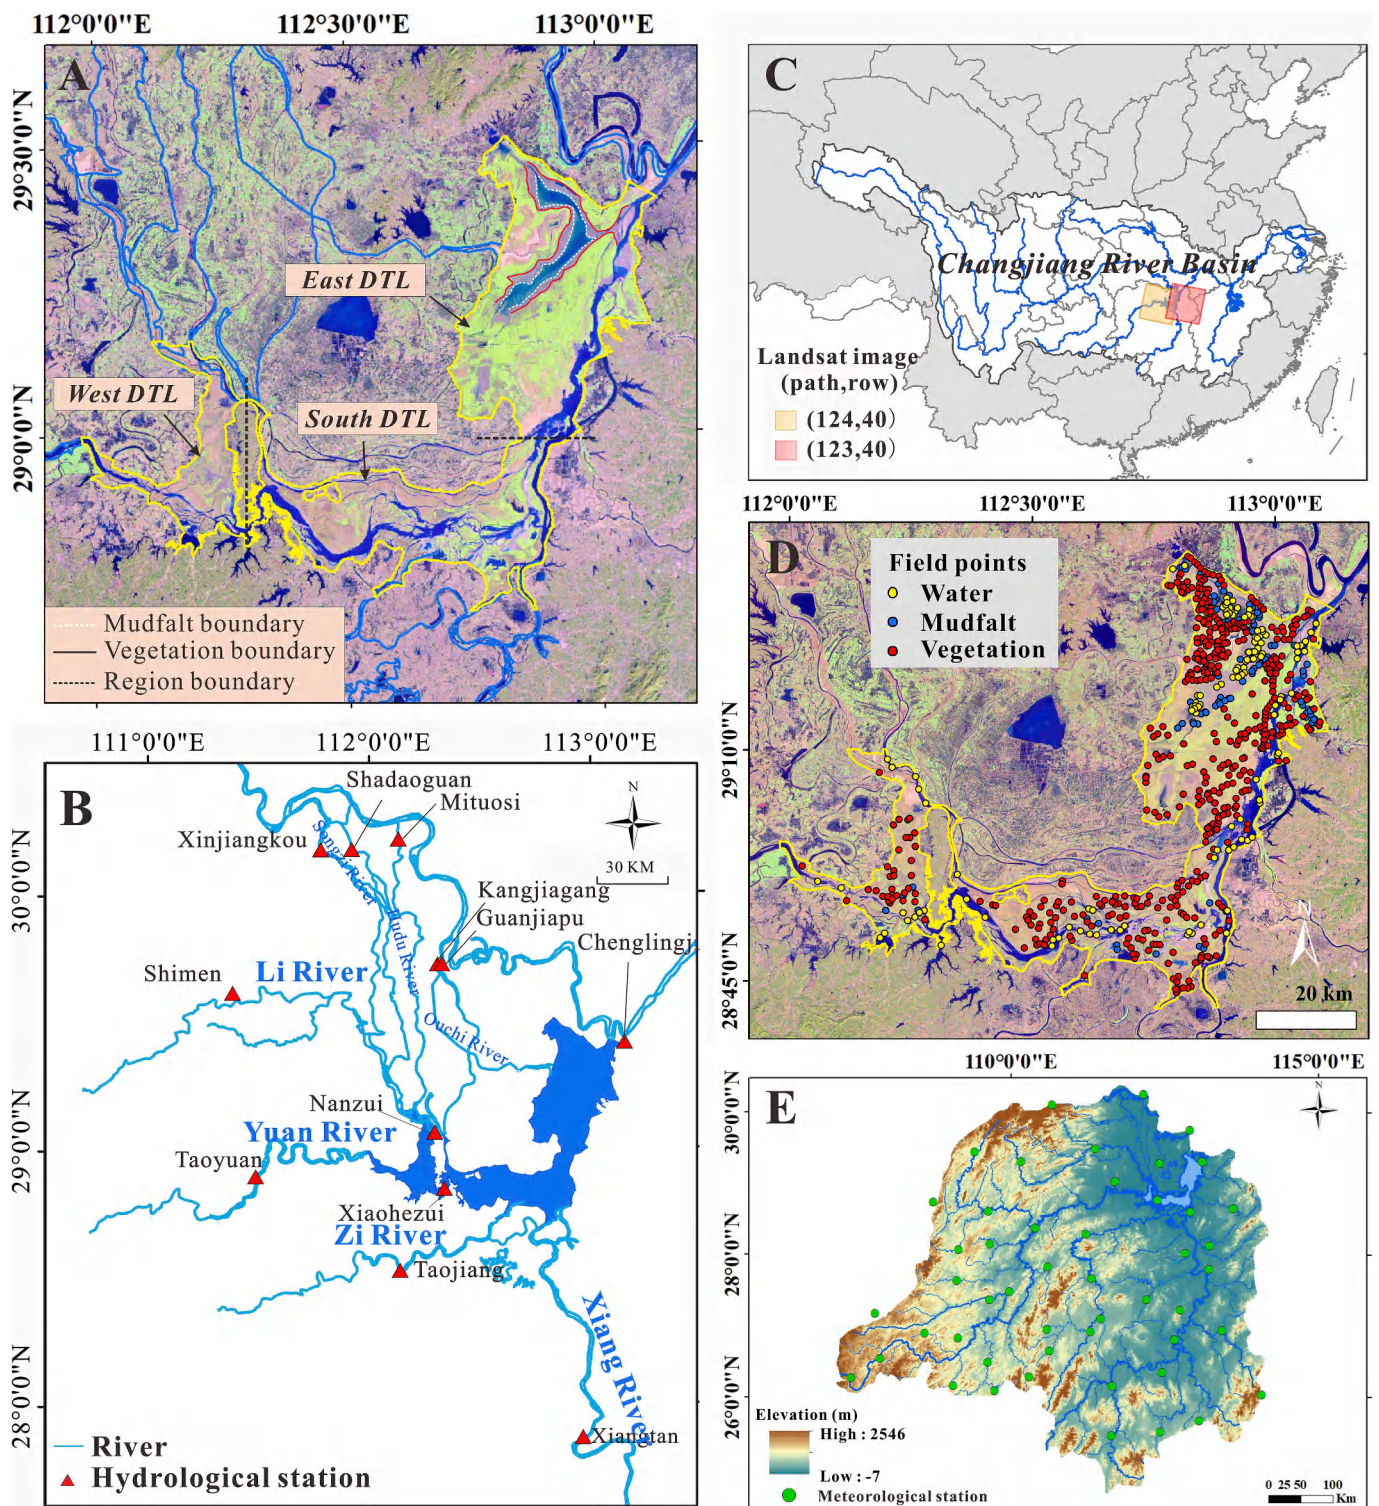 112°0'0"E
112°30'0"E
113°0'0"E
29°30'0"N
29°0'0"N
A
East DTL
West DTL
South DTL
Mudfalt boundary
Vegetation boundary
Region boundary
C
Changjiang River Basin
Landsat image
(path,row)
(124,40)
(123,40)
112°0'0"E
112°30'0"E
113°0'0"E
29°10'0"N
28°45'0"N
D
Field points
Water
Mudfalt
Vegetation
N
20 km
111°0'0"E
112°0'0"E
113°0'0"E
30°0'0"N
29°0'0"N
28°0'0"N
B
Shadaoguan
Mituosi
Xinjiangkou
N
30 KM
Songzi River
Hudu River
Kangjiagang
Guanjiapu
Chenglingji
Shimen
Li River
Ouchi River
Nanzui
Yuan River
Taoyuan
Xiaohezui
Zi River
Taojiang
Xiang River
Xiangtan
River
Hydrological station
110°0'0"E
115°0'0"E
30°0'0"N
28°0'0"N
26°0'0"N
E
N
Elevation (m)
High : 2546
Low : -7
Meteorological station
0 25 50 100
Km